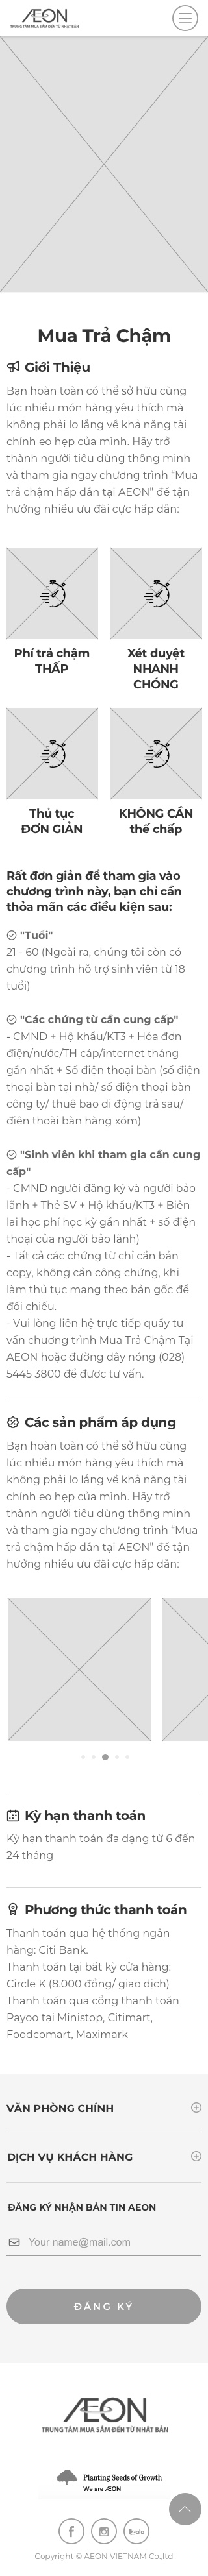 ÆON
TRUNG TÂM MUA SẮM ĐẾN TỪ NHẬT BẢN
Mua Trả Chậm
Giới Thiệu
Bạn hoàn toàn có thể sở hữu cùng
lúc nhiều món hàng yêu thích mà
không phải lo lắng về khả năng tài
chính eo hẹp của mình. Hãy trở
thành người tiêu dùng thông minh
và tham gia ngay chương trình “Mua
trả chậm hấp dẫn tại AEON” để tận
hưởng nhiều ưu đãi cực hấp dẫn:
Phí trả chậm
THẤP
Xét duyệt
NHANH
CHÓNG
Thủ tục
ĐƠN GIẢN
KHÔNG CẦN
thế chấp
Rất đơn giản để tham gia vào
chương trình này, bạn chỉ cần
thỏa mãn các điều kiện sau:
"Tuổi"
21 - 60 (Ngoài ra, chúng tôi còn có
chương trình hỗ trợ sinh viên từ 18
tuổi)
"Các chứng từ cần cung cấp"
- CMND + Hộ khẩu/KT3 + Hóa đơn
điện/nước/TH cáp/internet tháng
gần nhất + Số điện thoại bàn (số điện
thoại bàn tại nhà/ số điện thoại bàn
công ty/ thuê bao di động trả sau/
điện thoại bàn hàng xóm)
"Sinh viên khi tham gia cần cung
cấp"
- CMND người đăng ký và người bảo
lãnh + Thẻ SV + Hộ khẩu/KT3 + Biên
lai học phí học kỳ gần nhất + số điện
thoại của người bảo lãnh)
- Tất cả các chứng từ chỉ cần bản
copy, không cần công chứng, khi
làm thủ tục mang theo bản gốc để
đối chiếu.
- Vui lòng liên hệ trực tiếp quầy tư
vấn chương trình Mua Trả Chậm Tại
AEON hoặc đường dây nóng (028)
5445 3800 để được tư vấn.
Các sản phẩm áp dụng
Bạn hoàn toàn có thể sở hữu cùng
lúc nhiều món hàng yêu thích mà
không phải lo lắng về khả năng tài
chính eo hẹp của mình. Hãy trở
thành người tiêu dùng thông minh
và tham gia ngay chương trình “Mua
trả chậm hấp dẫn tại AEON” để tận
hưởng nhiều ưu đãi cực hấp dẫn:
Kỳ hạn thanh toán
Kỳ hạn thanh toán đa dạng từ 6 đến
24 tháng
Phương thức thanh toán
Thanh toán qua hệ thống ngân
hàng: Citi Bank.
Thanh toán tại bất kỳ cửa hàng:
Circle K (8.000 đồng/ giao dịch)
Thanh toán qua cổng thanh toán
Payoo tại Ministop, Citimart,
Foodcomart, Maximark
VĂN PHÒNG CHÍNH
DỊCH VỤ KHÁCH HÀNG
ĐĂNG KÝ NHẬN BẢN TIN AEON
Your name@mail.com
ĐĂNG KÝ
ÆON
TRUNG TÂM MUA SẮM ĐẾN TỪ NHẬT BẢN
Planting Seeds of Growth
We are ÆON
Zalo
Copyright © AEON VIETNAM Co.,ltd